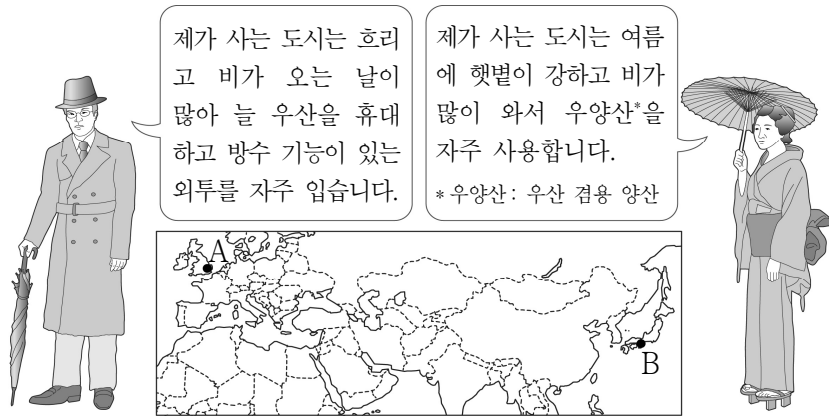 제가 사는 도시는 흐리
고 비가 오는 날이
많아 늘 우산을 휴대
하고 방수 기능이 있는
외투를 자주 입습니다.
제가 사는 도시는 여름
에 햇볕이 강하고 비가
많이 와서 우양산*을
자주 사용합니다.
* 우양산 : 우산 겸용 양산
A
B